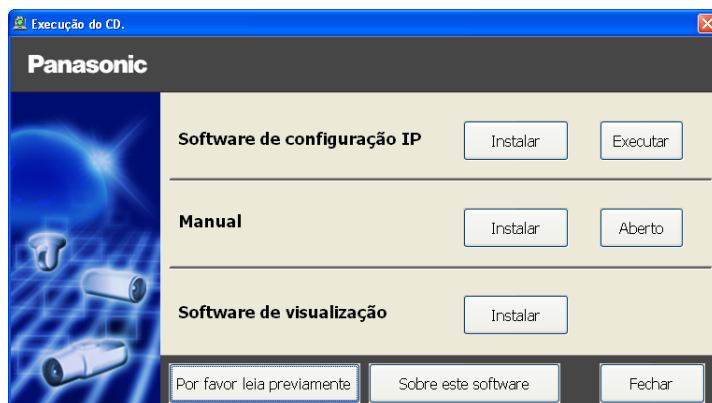 Execução do CD.
Panasonic
Software de configuração IP Instalar Executar
Manual Instalar Aberto
Software de visualização Instalar
Por favor leia previamente Sobre este software Fechar